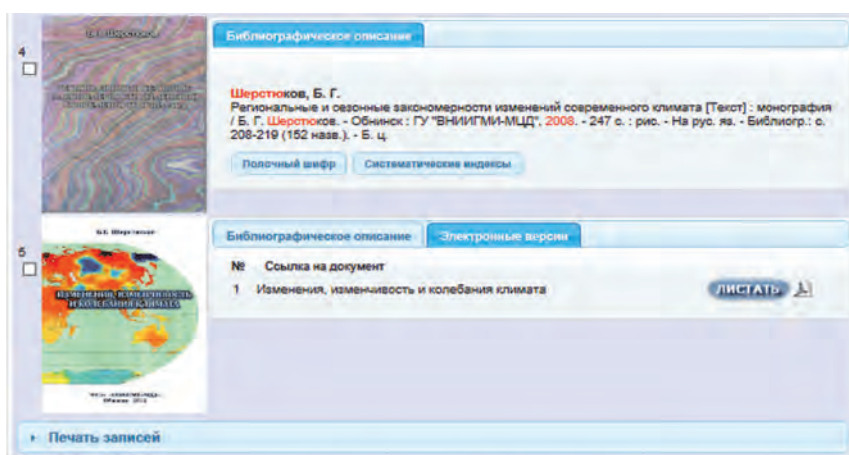 Б.Г. Шерстюков
4
Библиографическое описание
Шерстюков, Б. Г.
Региональные и сезонные закономерности изменений современного климата [Текст] : монография
/ Б. Г. Шерстюков. - Обнинск : ГУ "ВНИИГМИ-МЦД", 2008. - 247 с. : рис. - На рус. яз. - Библиогр.: с.
208-219 (152 назв.). - Б. ц.
Полочный шифр Систематические индексы
Б.Г. Шерстюков
5
Библиографическое описание Электронные версии
№ Ссылка на документ
1 Изменения, изменчивость и колебания климата
ЛИСТАТЬ
ИЗМЕНЕНИЯ, ИЗМЕНЧИВОСТЬ
И КОЛЕБАНИЯ КЛИМАТА
Печать записей